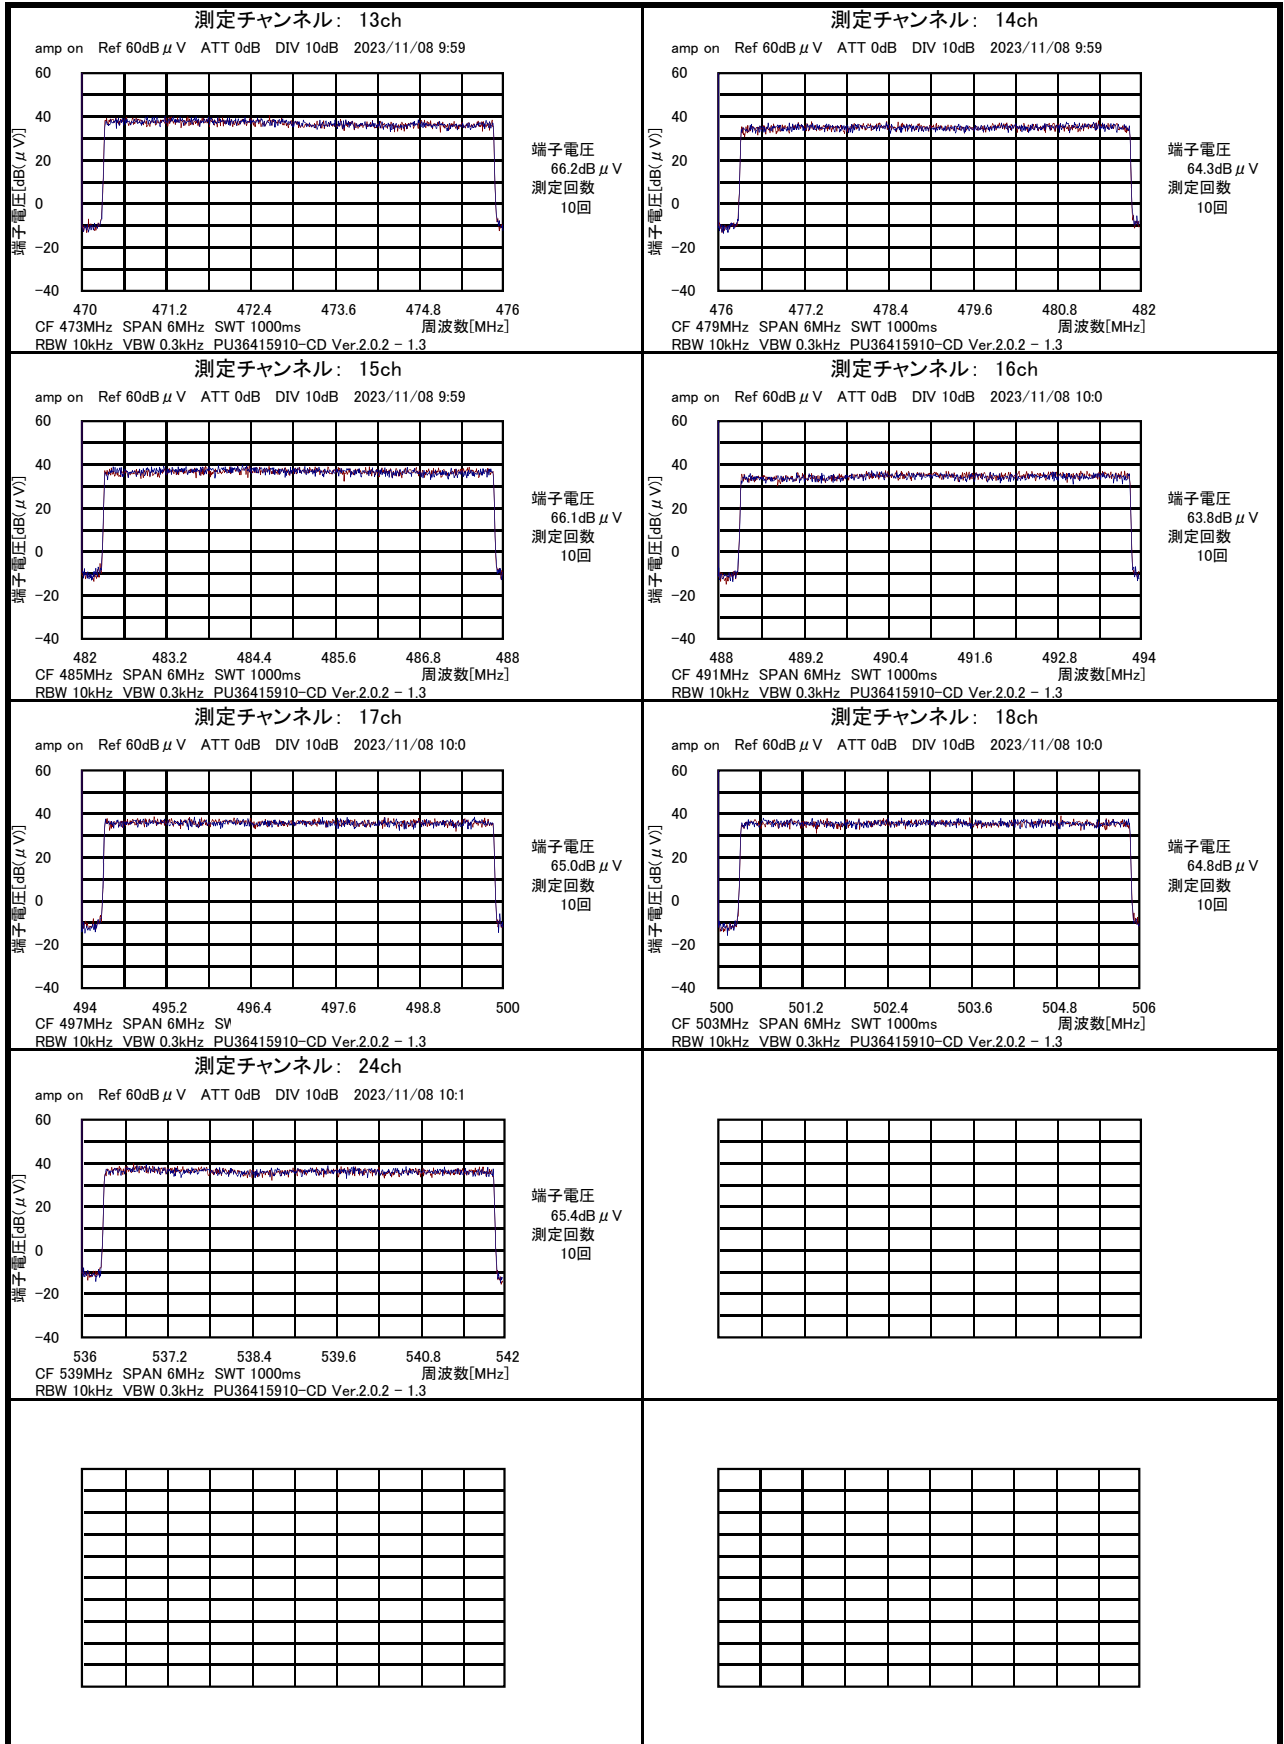 測定チャンネル： 13ch
amp on Ref 60dBμV ATT 0dB DIV 10dB 2023/11/08 9:59
60
40
20
0
-20
-40
端子電圧[dB(μV)]
端子電圧
66.2dBμV
測定回数
10回
470 471.2 472.4 473.6 474.8 476
CF 473MHz SPAN 6MHz SWT 1000ms 周波数[MHz]
RBW 10kHz VBW 0.3kHz PU36415910-CD Ver.2.0.2 - 1.3
測定チャンネル： 14ch
amp on Ref 60dBμV ATT 0dB DIV 10dB 2023/11/08 9:59
60
40
20
0
-20
-40
端子電圧[dB(μV)]
端子電圧
64.3dBμV
測定回数
10回
476 477.2 478.4 479.6 480.8 482
CF 479MHz SPAN 6MHz SWT 1000ms 周波数[MHz]
RBW 10kHz VBW 0.3kHz PU36415910-CD Ver.2.0.2 - 1.3
測定チャンネル： 15ch
amp on Ref 60dBμV ATT 0dB DIV 10dB 2023/11/08 9:59
60
40
20
0
-20
-40
端子電圧[dB(μV)]
端子電圧
66.1dBμV
測定回数
10回
482 483.2 484.4 485.6 486.8 488
CF 485MHz SPAN 6MHz SWT 1000ms 周波数[MHz]
RBW 10kHz VBW 0.3kHz PU36415910-CD Ver.2.0.2 - 1.3
測定チャンネル： 16ch
amp on Ref 60dBμV ATT 0dB DIV 10dB 2023/11/08 10:0
60
40
20
0
-20
-40
端子電圧[dB(μV)]
端子電圧
63.8dBμV
測定回数
10回
488 489.2 490.4 491.6 492.8 494
CF 491MHz SPAN 6MHz SWT 1000ms 周波数[MHz]
RBW 10kHz VBW 0.3kHz PU36415910-CD Ver.2.0.2 - 1.3
測定チャンネル： 17ch
amp on Ref 60dBμV ATT 0dB DIV 10dB 2023/11/08 10:0
60
40
20
0
-20
-40
端子電圧[dB(μV)]
端子電圧
65.0dBμV
測定回数
10回
494 495.2 496.4 497.6 498.8 500
CF 497MHz SPAN 6MHz SW
RBW 10kHz VBW 0.3kHz PU36415910-CD Ver.2.0.2 - 1.3
測定チャンネル： 18ch
amp on Ref 60dBμV ATT 0dB DIV 10dB 2023/11/08 10:0
60
40
20
0
-20
-40
端子電圧[dB(μV)]
端子電圧
64.8dBμV
測定回数
10回
500 501.2 502.4 503.6 504.8 506
CF 503MHz SPAN 6MHz SWT 1000ms 周波数[MHz]
RBW 10kHz VBW 0.3kHz PU36415910-CD Ver.2.0.2 - 1.3
測定チャンネル： 24ch
amp on Ref 60dBμV ATT 0dB DIV 10dB 2023/11/08 10:1
60
40
20
0
-20
-40
端子電圧[dB(μV)]
端子電圧
65.4dBμV
測定回数
10回
536 537.2 538.4 539.6 540.8 542
CF 539MHz SPAN 6MHz SWT 1000ms 周波数[MHz]
RBW 10kHz VBW 0.3kHz PU36415910-CD Ver.2.0.2 - 1.3